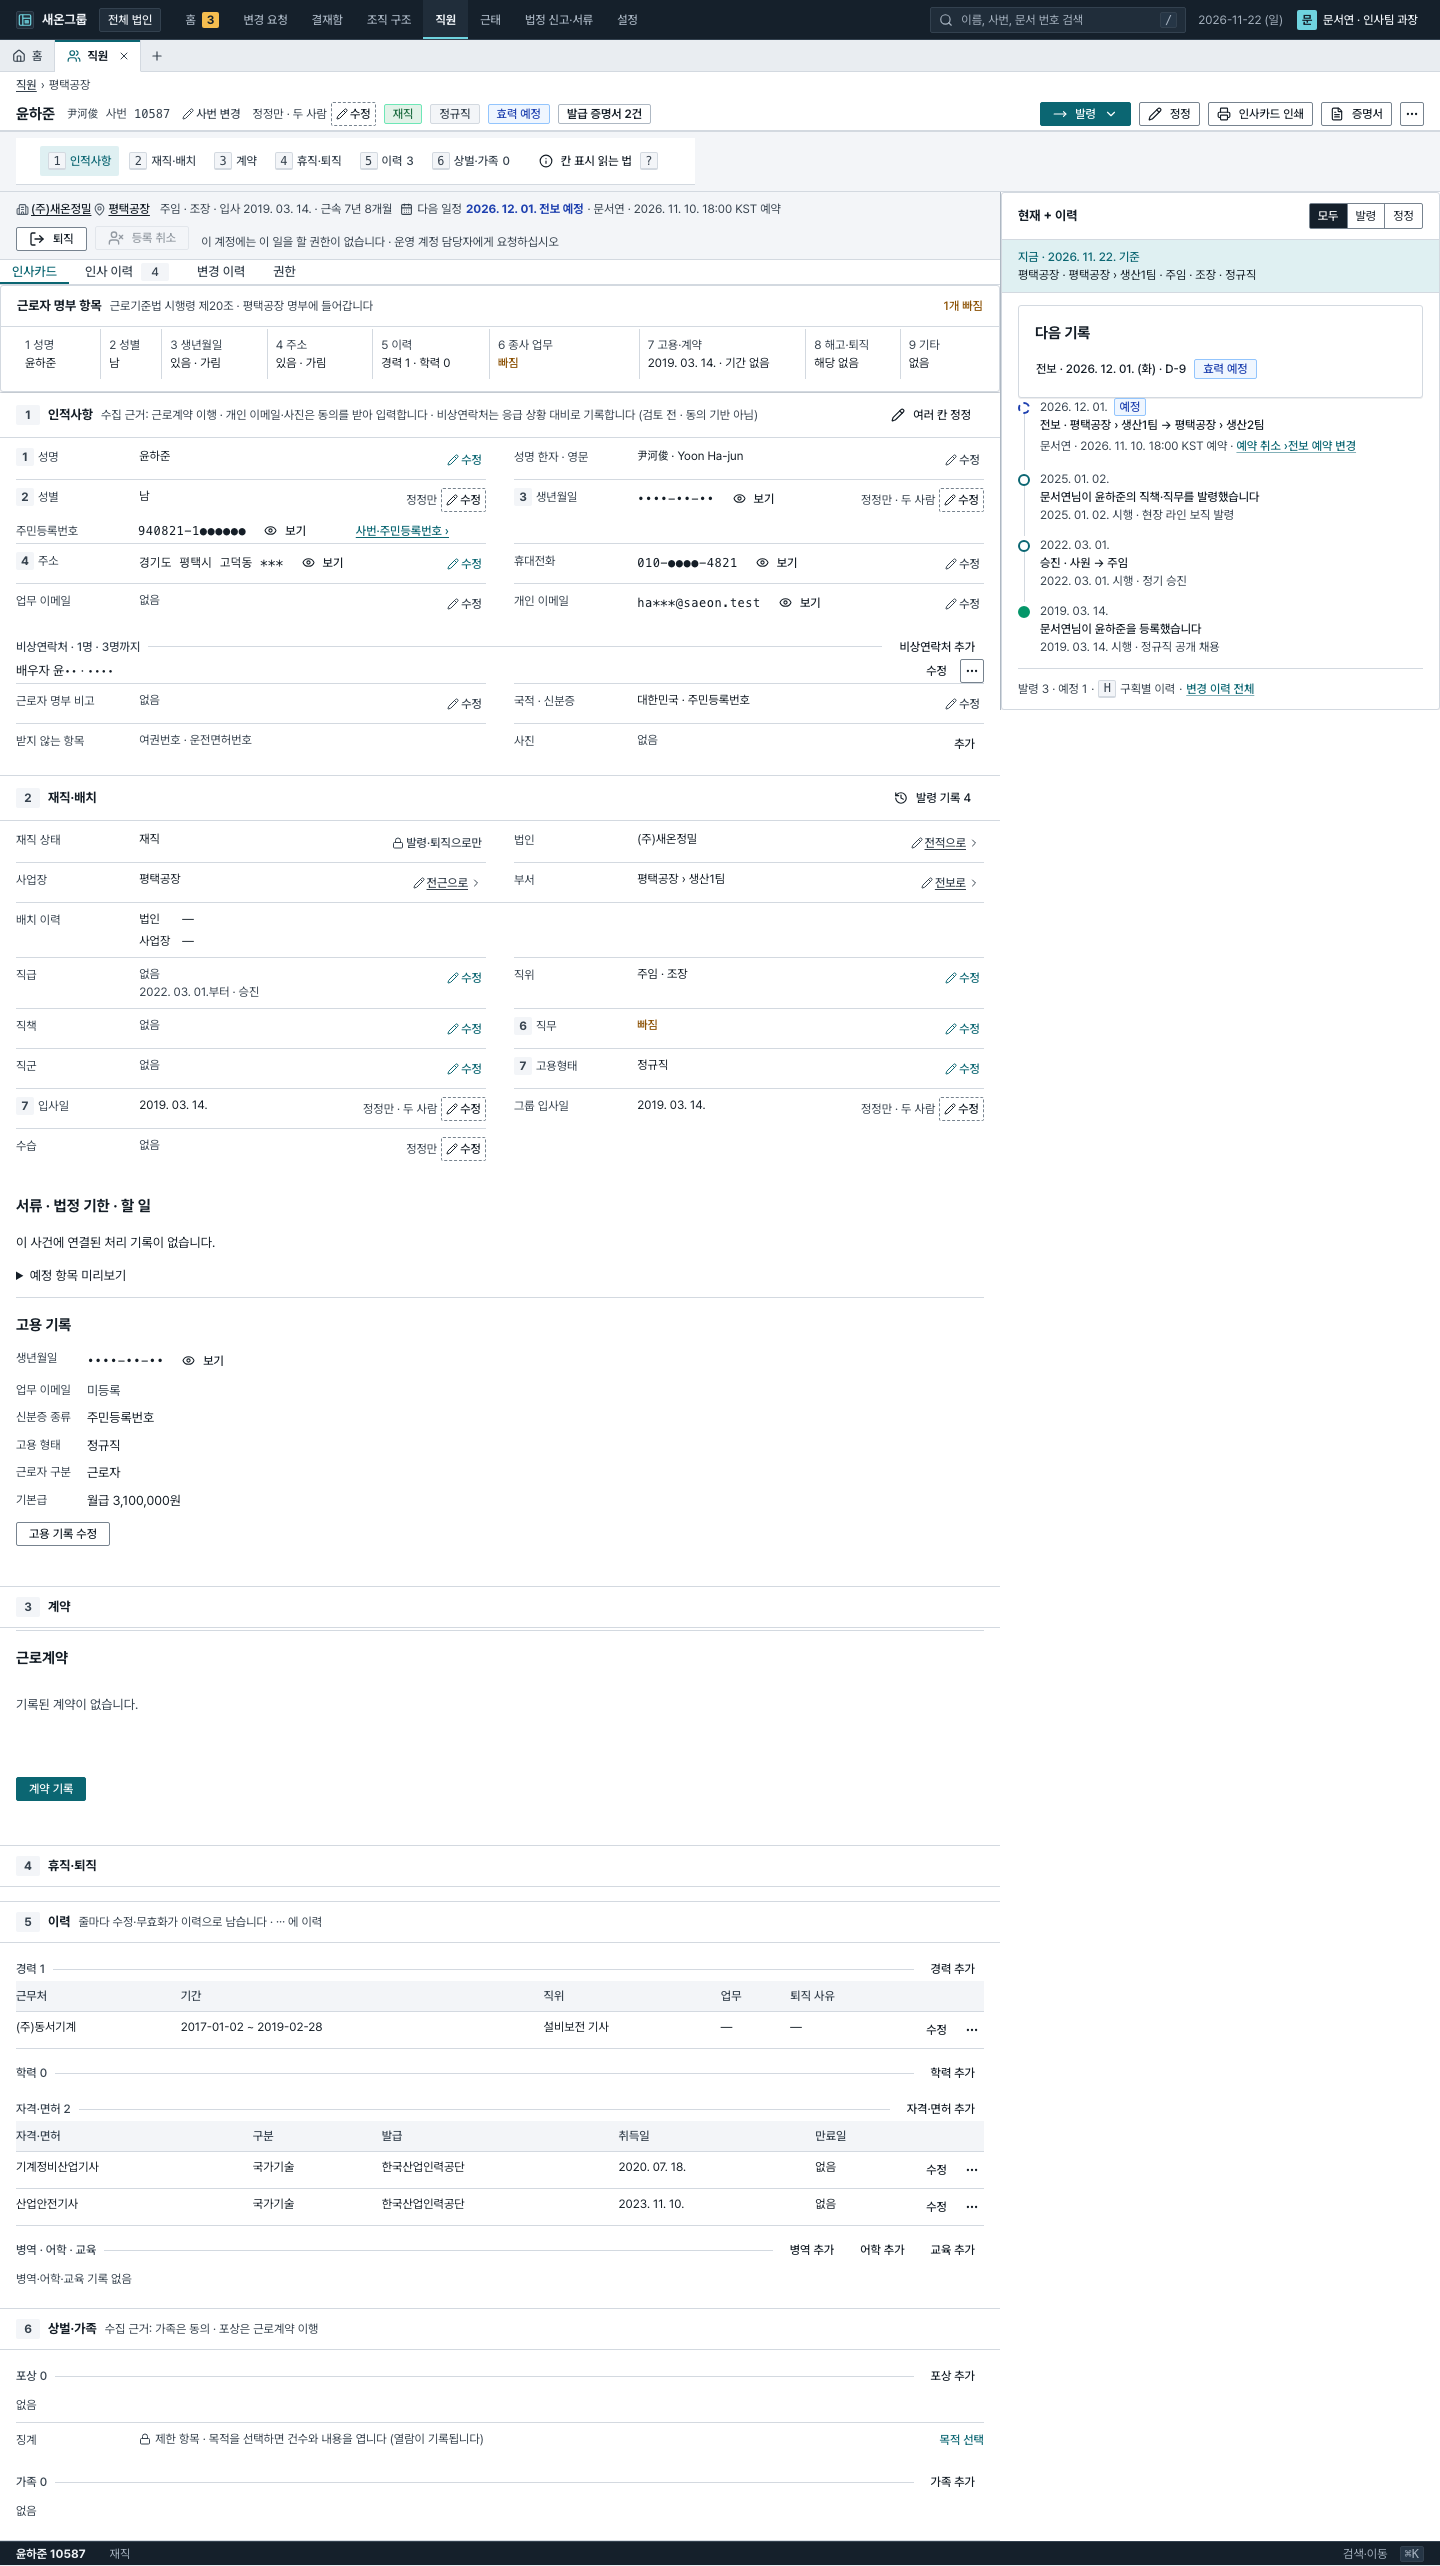 새온그룹 전체 법인 홈 3 변경 요청 결재함 조직 구조 직원 근태 법정 신고·서류 설정 이름, 사번, 문서 번호 검색 / 2026-11-22 (일) 문 문서연 · 인사팀 과장
홈 직원
직원 › 평택공장
윤하준 尹河俊 사번 10587 사번 변경 정정만 · 두 사람 수정 재직 정규직 효력 예정 발급 증명서 2건 발령 정정 인사카드 인쇄 증명서
1 인적사항 2 재직·배치 3 계약 4 휴직·퇴직 5 이력 3 6 상벌·가족 0 칸 표시 읽는 법 ?
(주)새온정밀 평택공장 주임 · 조장 · 입사 2019. 03. 14. · 근속 7년 8개월 다음 일정 2026. 12. 01. 전보 예정 · 문서연 · 2026. 11. 10. 18:00 KST 예약
퇴직 등록 취소 이 계정에는 이 일을 할 권한이 없습니다 · 운영 계정 담당자에게 요청하십시오
인사카드 인사 이력 4 변경 이력 권한
근로자 명부 항목 근로기준법 시행령 제20조 · 평택공장 명부에 들어갑니다 1개 빠짐
1 성명 2 성별 3 생년월일 4 주소 5 이력 6 종사 업무 7 고용·계약 8 해고·퇴직 9 기타
윤하준 남 있음 · 가림 있음 · 가림 경력 1 · 학력 0 빠짐 2019. 03. 14. · 기간 없음 해당 없음 없음
1 인적사항 수집 근거: 근로계약 이행 · 개인 이메일·사진은 동의를 받아 입력합니다 · 비상연락처는 응급 상황 대비로 기록합니다 (검토 전 · 동의 기반 아님) 여러 칸 정정
1 성명 윤하준 수정 성명 한자 · 영문 尹河俊 · Yoon Ha-jun 수정
2 성별 남 정정만 수정 3 생년월일 ••••–••–•• 보기 정정만 · 두 사람 수정
주민등록번호 940821-1●●●●●● 보기 사번·주민등록번호 ›
4 주소 경기도 평택시 고덕동 *** 보기 수정 휴대전화 010-●●●●-4821 보기 수정
업무 이메일 없음 수정 개인 이메일 ha***@saeon.test 보기 수정
비상연락처 · 1명 · 3명까지 비상연락처 추가
배우자 윤•• · •••• 수정 ···
근로자 명부 비고 없음 수정 국적 · 신분증 대한민국 · 주민등록번호 수정
받지 않는 항목 여권번호 · 운전면허번호 사진 없음 추가
2 재직·배치 발령 기록 4
재직 상태 재직 발령·퇴직으로만 법인 (주)새온정밀 전적으로 ›
사업장 평택공장 전근으로 › 부서 평택공장 › 생산1팀 전보로 ›
배치 이력 법인 —
사업장 —
직급 없음 수정 직위 주임 · 조장 수정
2022. 03. 01.부터 · 승진
직책 없음 수정 6 직무 빠짐 수정
직군 없음 수정 7 고용형태 정규직 수정
7 입사일 2019. 03. 14. 정정만 · 두 사람 수정 그룹 입사일 2019. 03. 14. 정정만 · 두 사람 수정
수습 없음 정정만 수정
서류 · 법정 기한 · 할 일
이 사건에 연결된 처리 기록이 없습니다.
▶ 예정 항목 미리보기
고용 기록
생년월일 ••••–••–•• 보기
업무 이메일 미등록
신분증 종류 주민등록번호
고용 형태 정규직
근로자 구분 근로자
기본급 월급 3,100,000원
고용 기록 수정
3 계약
근로계약
기록된 계약이 없습니다.
계약 기록
4 휴직·퇴직
5 이력 줄마다 수정·무효화가 이력으로 남습니다 · ··· 에 이력
경력 1 경력 추가
근무처 기간 직위 업무 퇴직 사유
(주)동서기계 2017-01-02 ~ 2019-02-28 설비보전 기사 — — 수정 ···
학력 0 학력 추가
자격·면허 2 자격·면허 추가
자격·면허 구분 발급 취득일 만료일
기계정비산업기사 국가기술 한국산업인력공단 2020. 07. 18. 없음 수정 ···
산업안전기사 국가기술 한국산업인력공단 2023. 11. 10. 없음 수정 ···
병역 · 어학 · 교육 병역 추가 어학 추가 교육 추가
병역·어학·교육 기록 없음
6 상벌·가족 수집 근거: 가족은 동의 · 포상은 근로계약 이행
포상 0 포상 추가
없음
징계 제한 항목 · 목적을 선택하면 건수와 내용을 엽니다 (열람이 기록됩니다) 목적 선택
가족 0 가족 추가
없음
현재 + 이력 모두 발령 정정
지금 · 2026. 11. 22. 기준
평택공장 · 평택공장 › 생산1팀 · 주임 · 조장 · 정규직
다음 기록
전보 · 2026. 12. 01. (화) · D-9 효력 예정
2026. 12. 01. 예정
전보 · 평택공장 › 생산1팀 → 평택공장 › 생산2팀
문서연 · 2026. 11. 10. 18:00 KST 예약 · 예약 취소 ›전보 예약 변경
2025. 01. 02.
문서연님이 윤하준의 직책·직무를 발령했습니다
2025. 01. 02. 시행 · 현장 라인 보직 발령
2022. 03. 01.
승진 · 사원 → 주임
2022. 03. 01. 시행 · 정기 승진
2019. 03. 14.
문서연님이 윤하준을 등록했습니다
2019. 03. 14. 시행 · 정규직 공개 채용
발령 3 · 예정 1 · H 구획별 이력 · 변경 이력 전체
윤하준 10587 재직 검색·이동 ⌘K